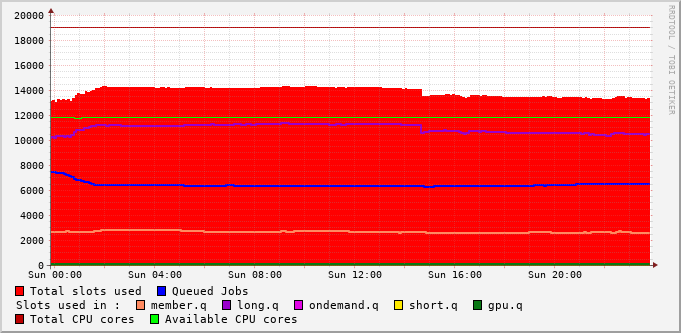 RRDTOOL / TOBI OETIKER
20000
18000
16000
14000
12000
10000
8000
6000
4000
2000
0
Sun 00:00 Sun 04:00 Sun 08:00 Sun 12:00 Sun 16:00 Sun 20:00
Total slots used Queued Jobs
Slots used in : member.q long.q ondemand.q short.q gpu.q
Total CPU cores Available CPU cores